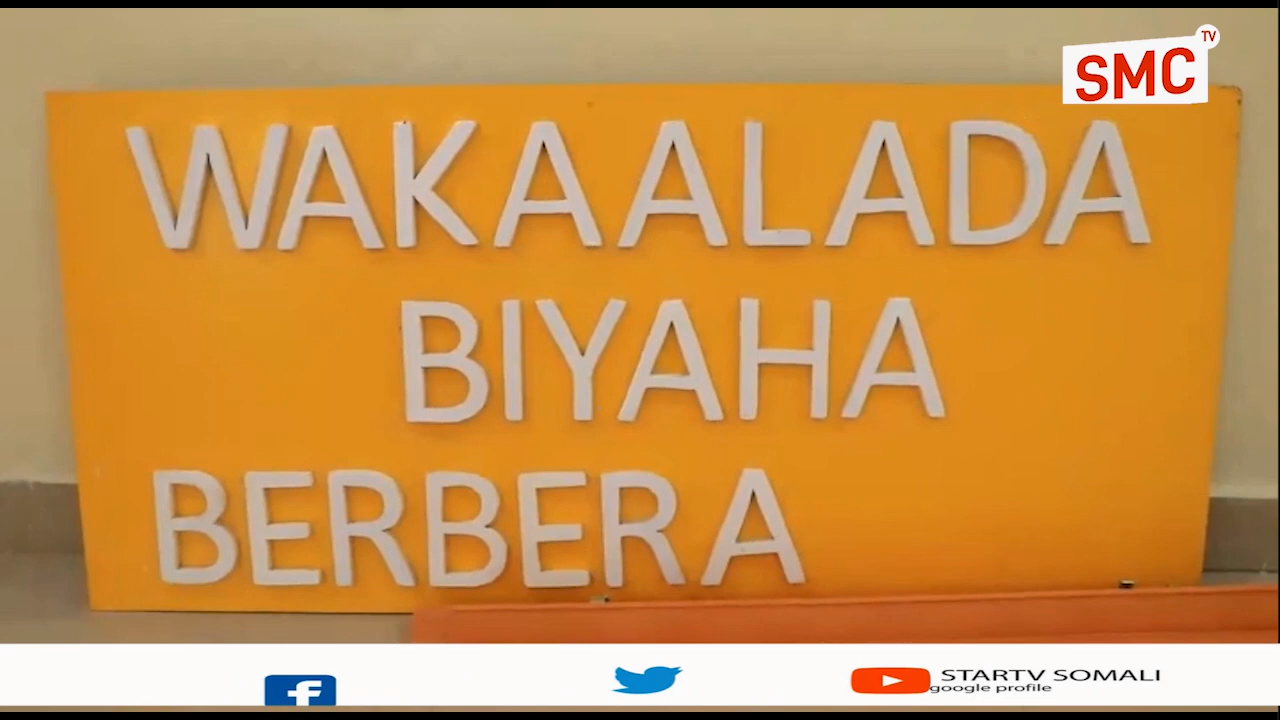 SMC TV
WAKAALADA
BIYAHA
BERBERA
STARTV SOMALI
google profile